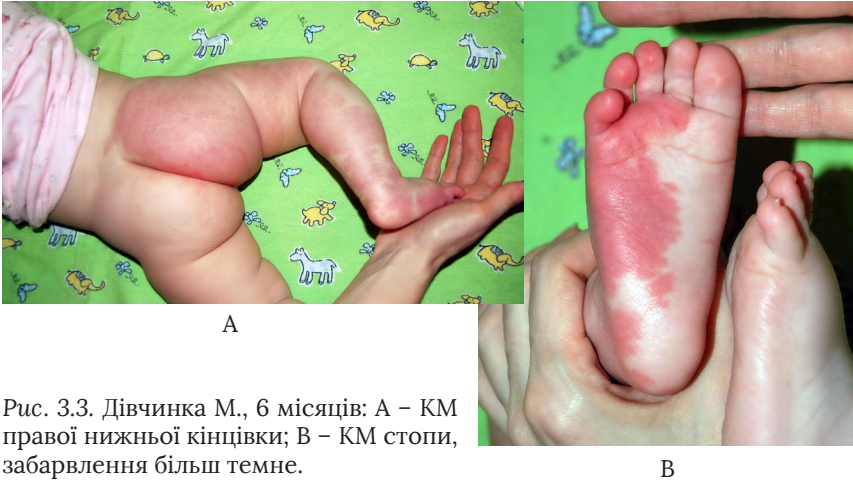 А
Рис. 3.3. Дівчинка М., 6 місяців: А – КМ
правої нижньої кінцівки; В – КМ стопи,
забарвлення більш темне.
В